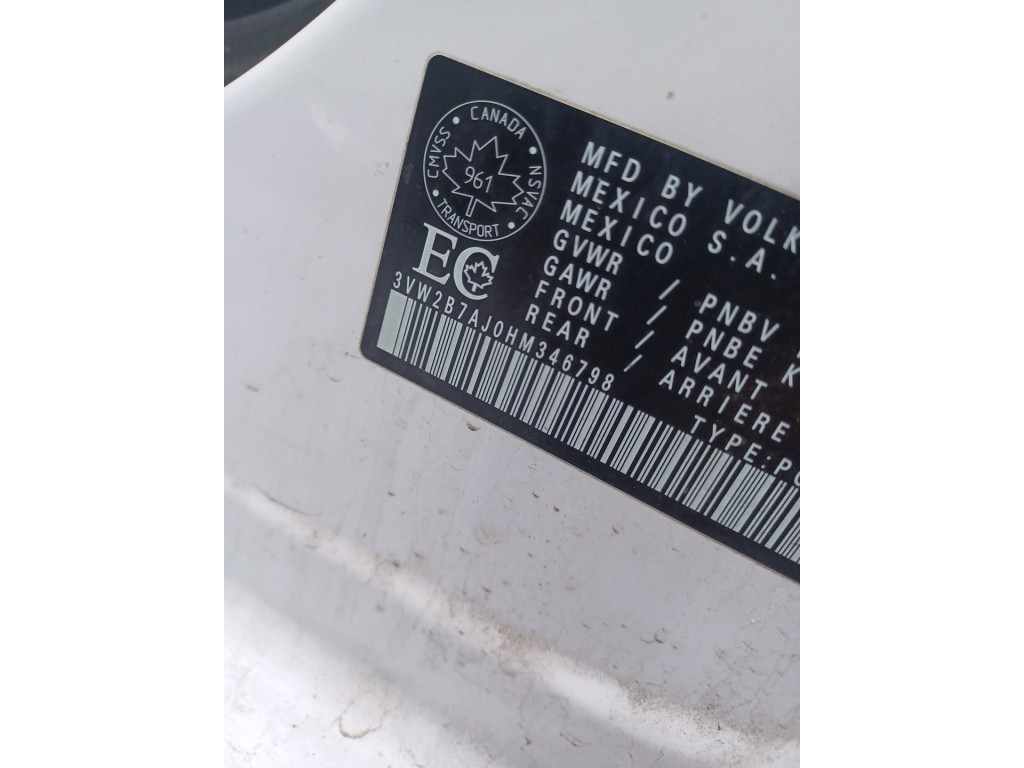 CANADA
CMVSS • NSVAC
961
TRANSPORT
EC
MFD BY
MEXICO S.A.
MEXICO
GVWR / PNBV
GAWR / PNBE
FRONT / AVANT
REAR / ARRIERE
3VW2B7AJ0HM346798
TYPE: